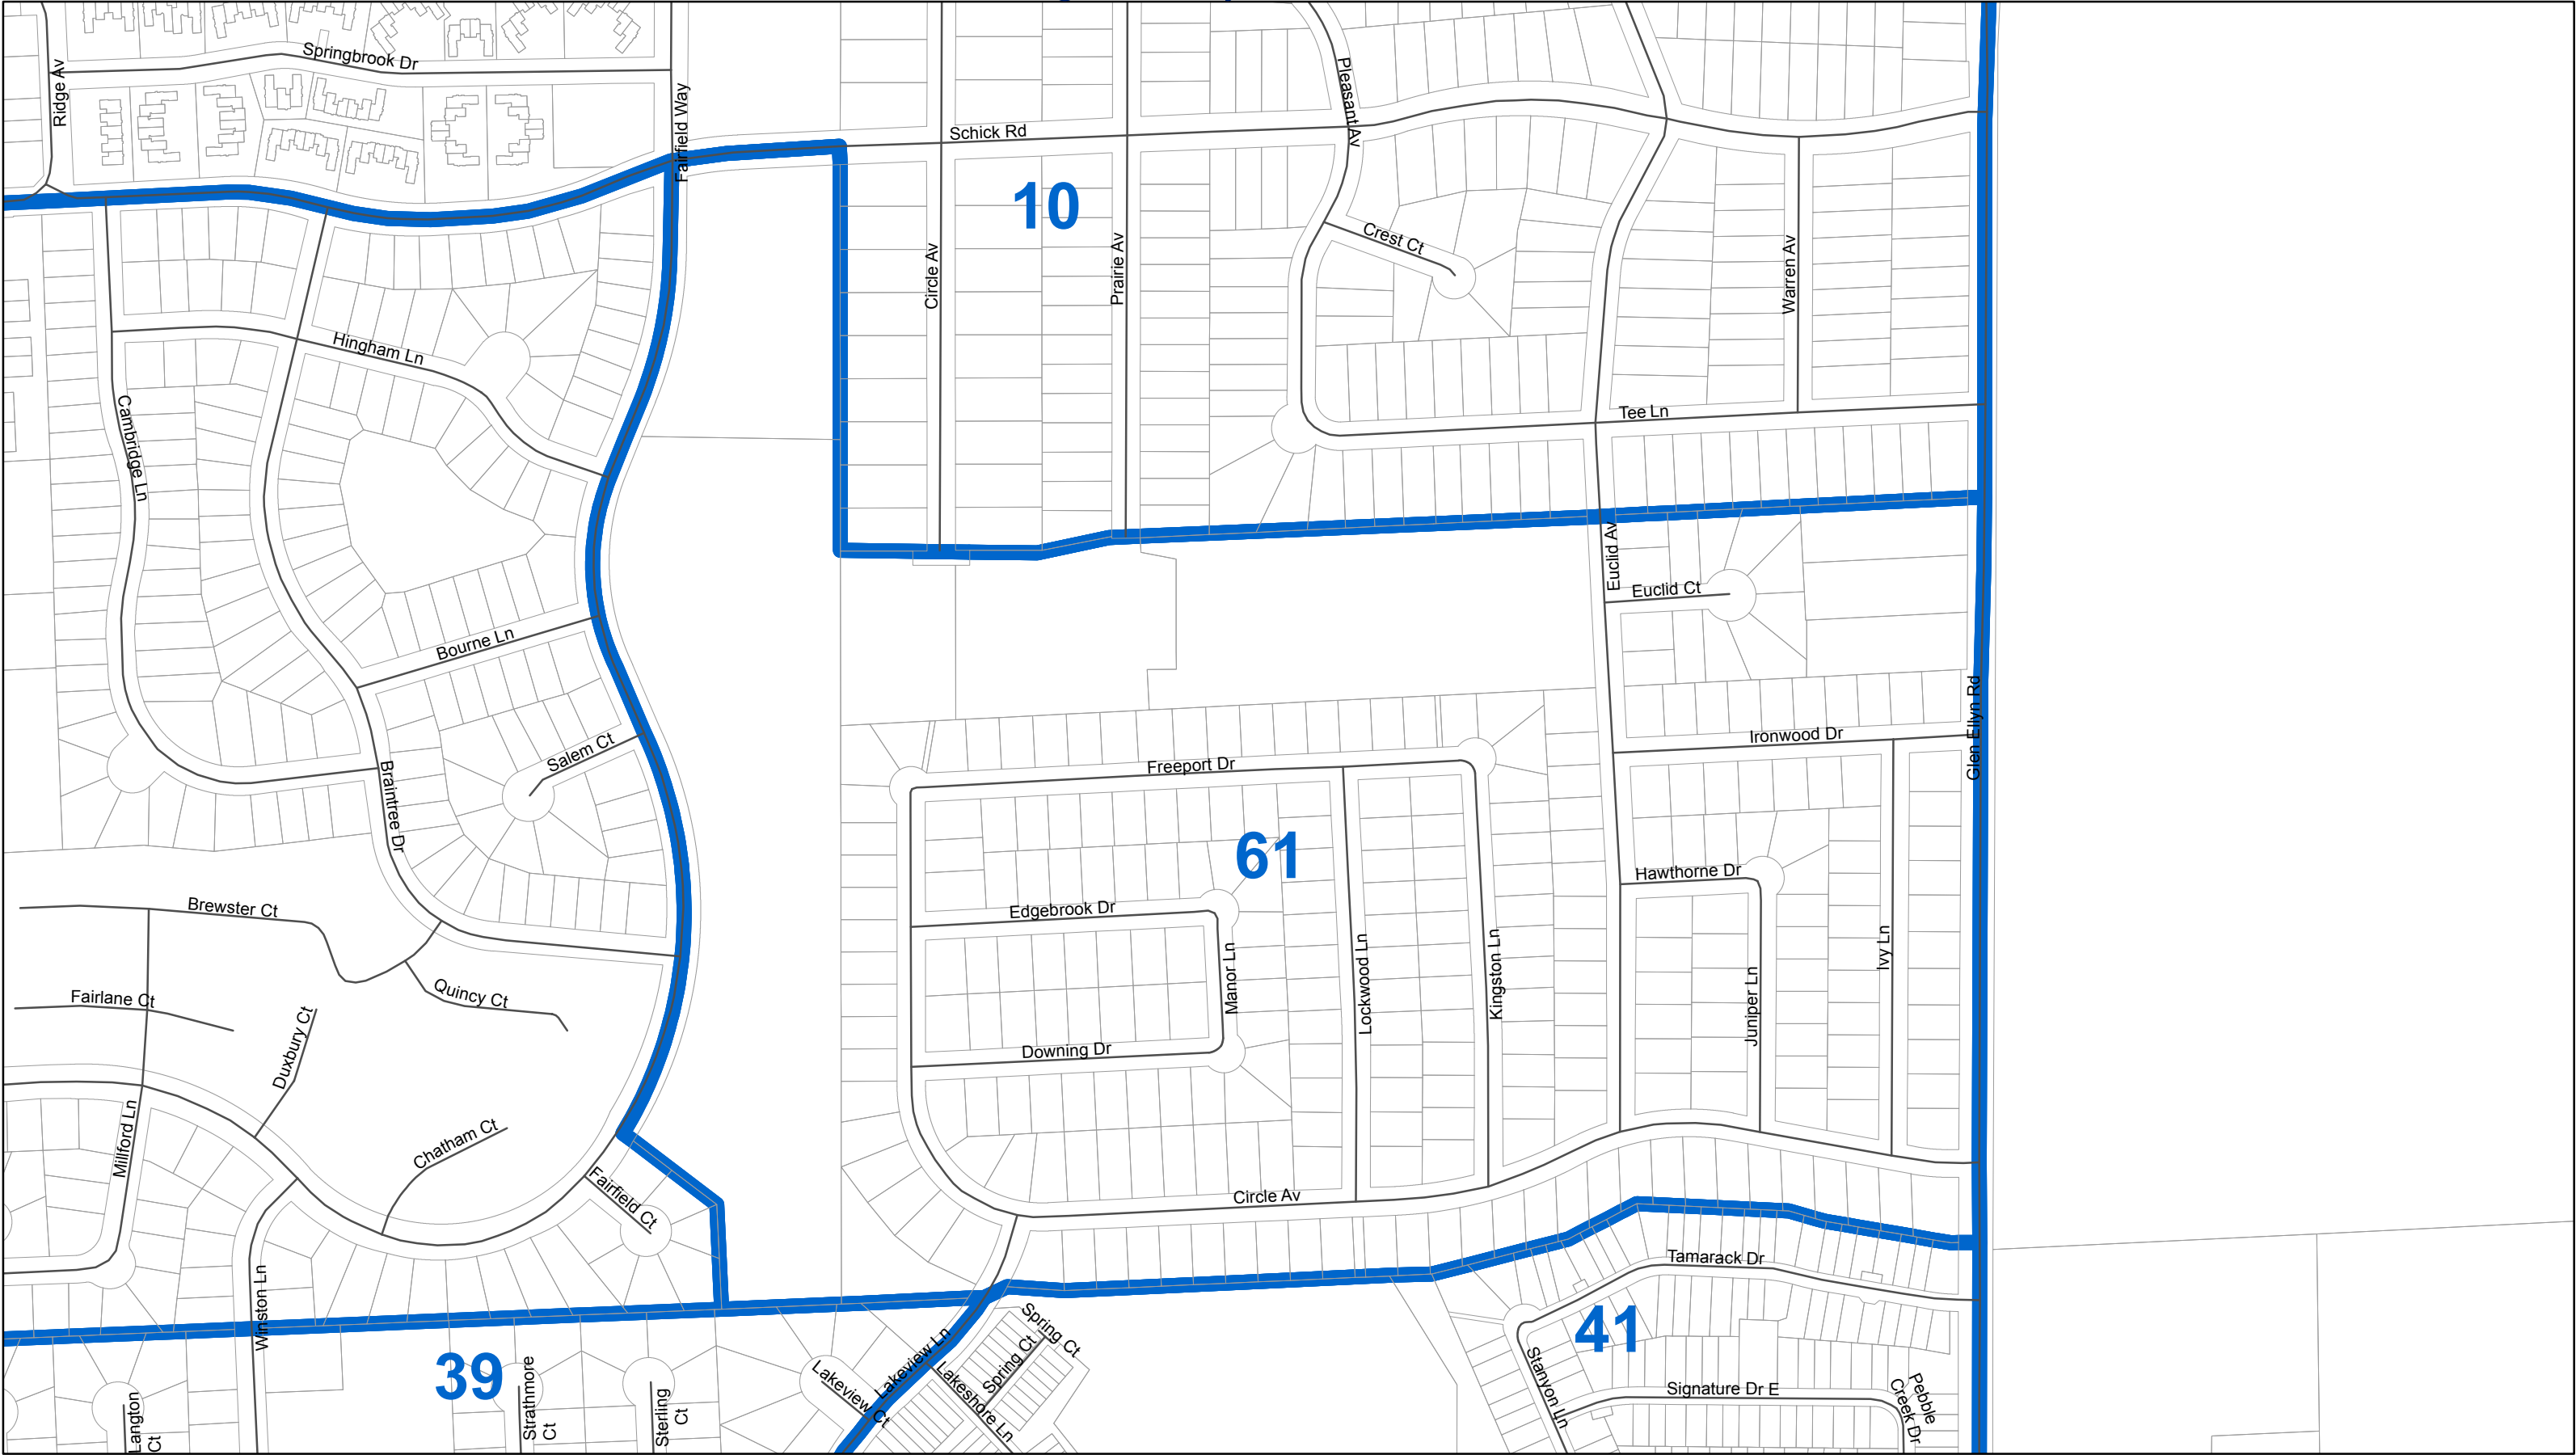 Springbrook Dr
Ridge Av
Fairfield Way
Schick Rd
Pleasant Av
10
Circle Av
Prairie Av
Crest Ct
Warren Av
Hingham Ln
Cambridge Ln
Tee Ln
Euclid Av
Euclid Ct
Bourne Ln
Salem Ct
Braintree Dr
Glen Ellyn Rd
Ironwood Dr
Freeport Dr
61
Hawthorne Dr
Edgebrook Dr
Brewster Ct
Manor Ln
Lockwood Ln
Kingston Ln
Ivy Ln
Juniper Ln
Fairlane Ct
Quincy Ct
Duxbury Ct
Downing Dr
Millford Ln
Chatham Ct
Fairfield Ct
Circle Av
Tamarack Dr
Winston Ln
39
41
Spring Ct
Spring Ct
Lakeview Ln
Lakeview Ct
Lakeshore Ln
Stanyon Ln
Signature Dr E
Pebble
Creek Dr
Langton
Ct
Strathmore
Ct
Sterling
Ct